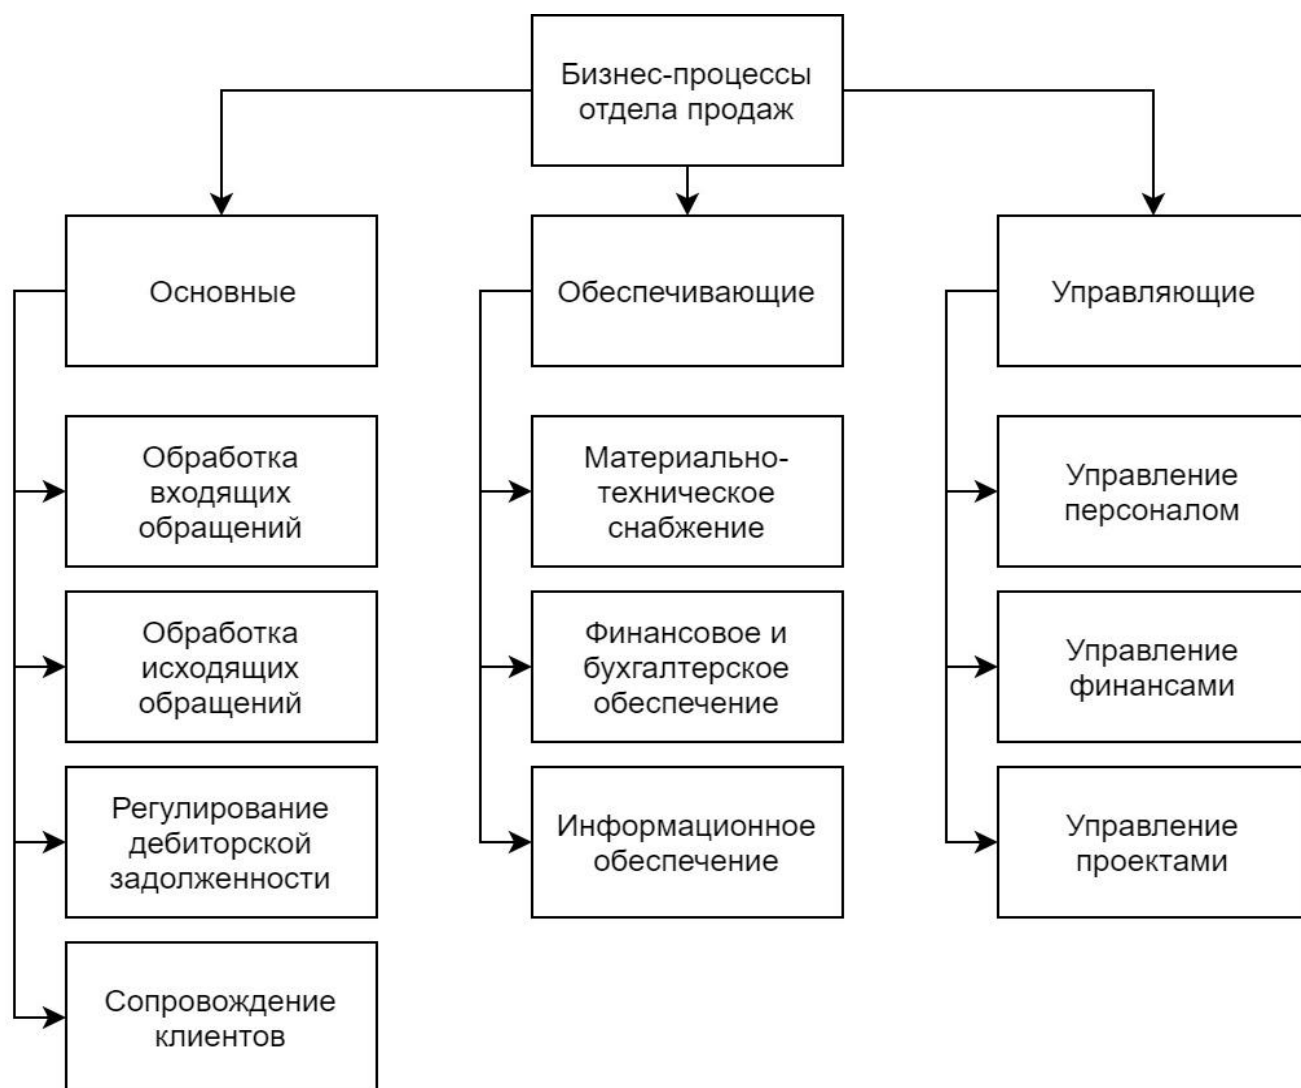 Бизнес-процессы
отдела продаж
Основные
Обеспечивающие
Управляющие
Обработка
входящих
обращений
Материально-
техническое
снабжение
Управление
персоналом
Обработка
исходящих
обращений
Финансовое и
бухгалтерское
обеспечение
Управление
финансами
Регулирование
дебиторской
задолженности
Информационное
обеспечение
Управление
проектами
Сопровождение
клиентов